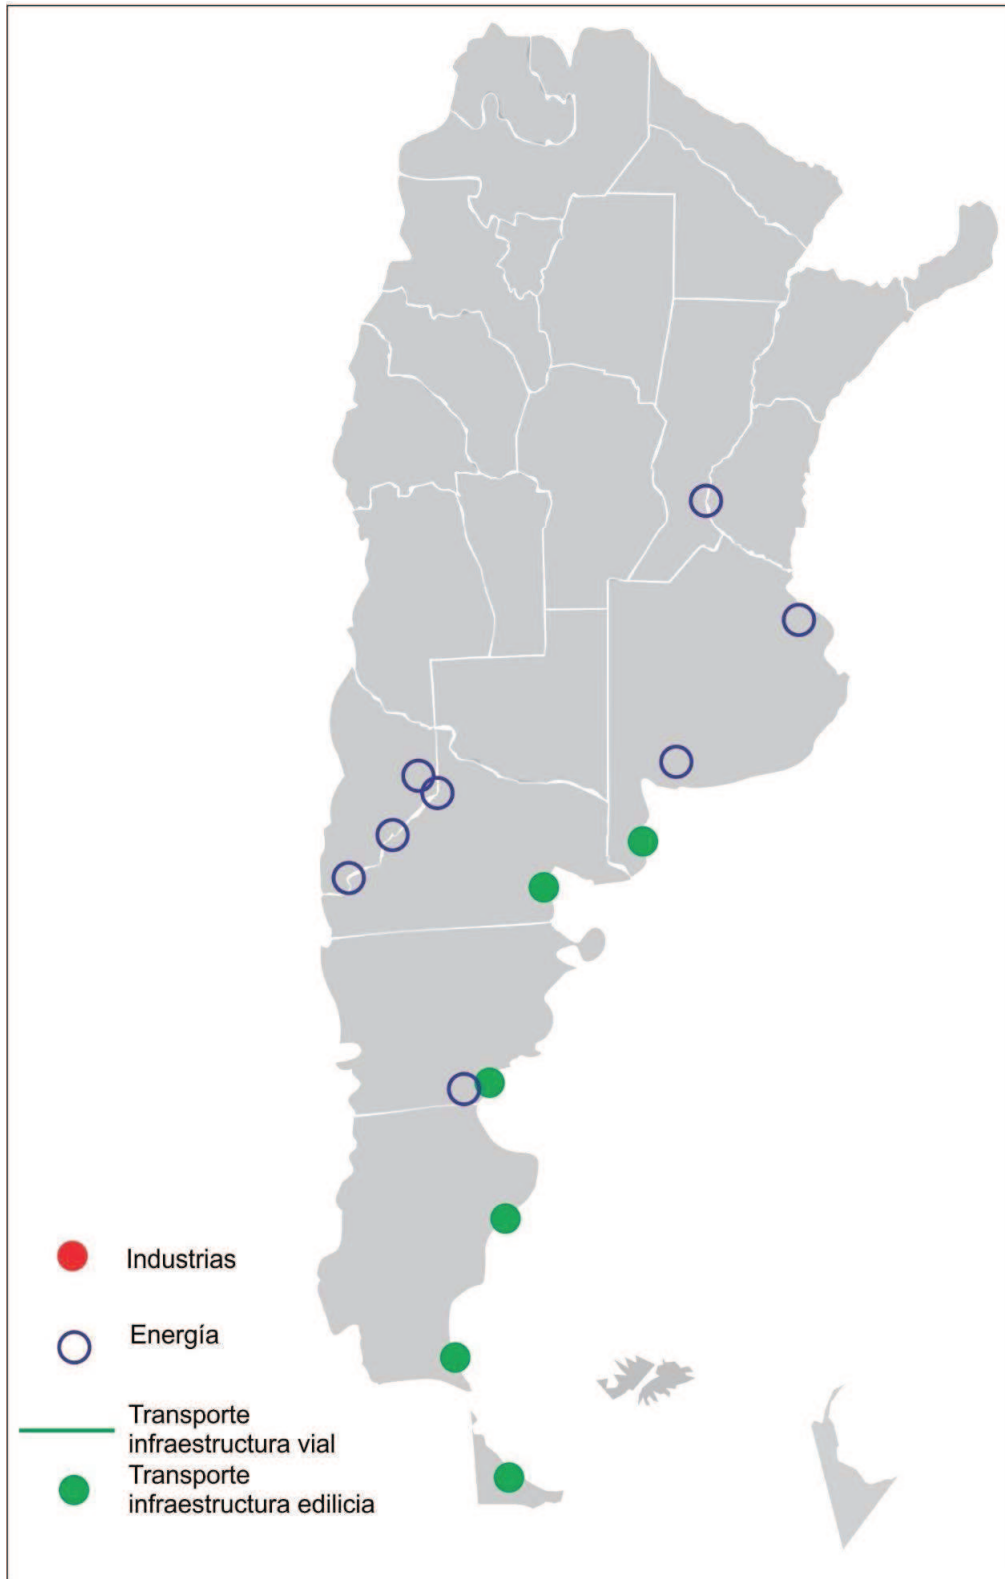 Industrias
Energía
Transporte
infraestructura vial
Transporte
infraestructura edilicia